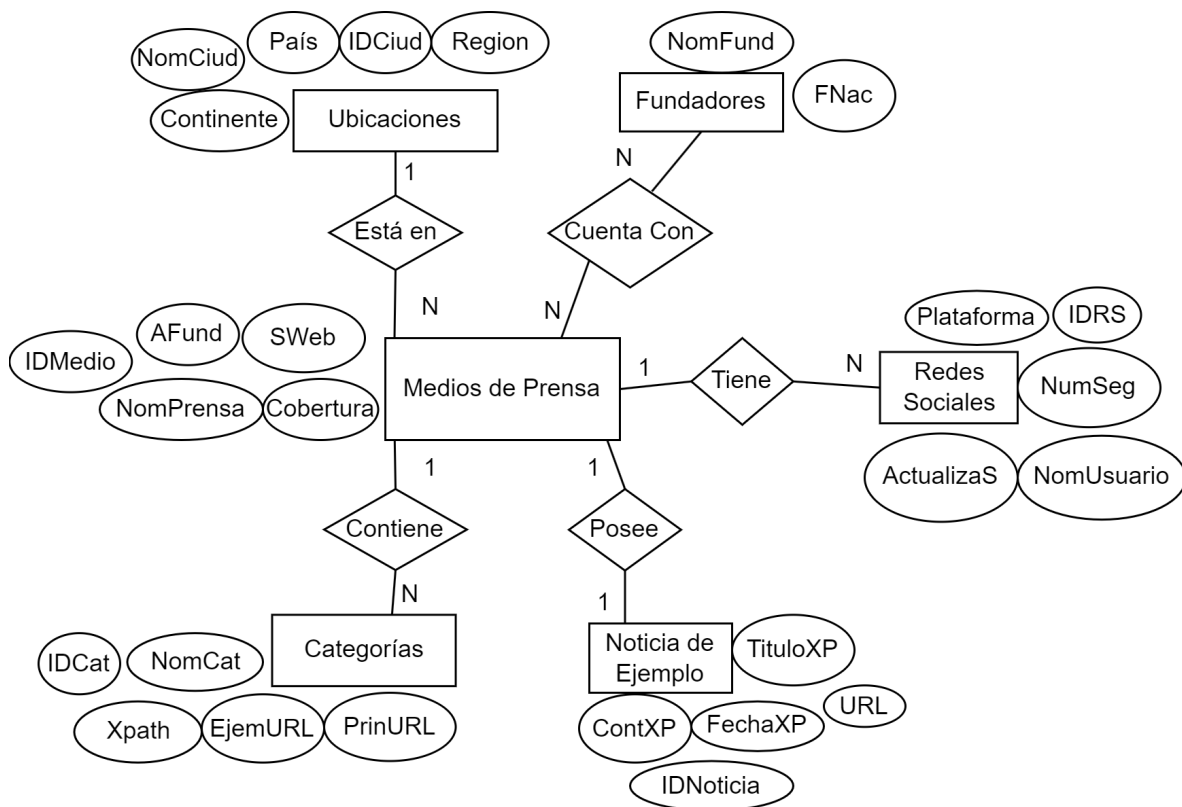 País
IDCiud
Region
NomFund
NomCiud
FNac
Fundadores
Continente
Ubicaciones
1
N
Está en
Cuenta Con
N
N
AFund
SWeb
Plataforma
IDRS
IDMedio
Medios de Prensa
1
Tiene
N
Redes
Sociales
NumSeg
NomPrensa
Cobertura
1
1
ActualizaS
NomUsuario
Contiene
Posee
N
1
IDCat
NomCat
Categorías
Noticia de
Ejemplo
TituloXP
Xpath
EjemURL
PrinURL
ContXP
FechaXP
URL
IDNoticia